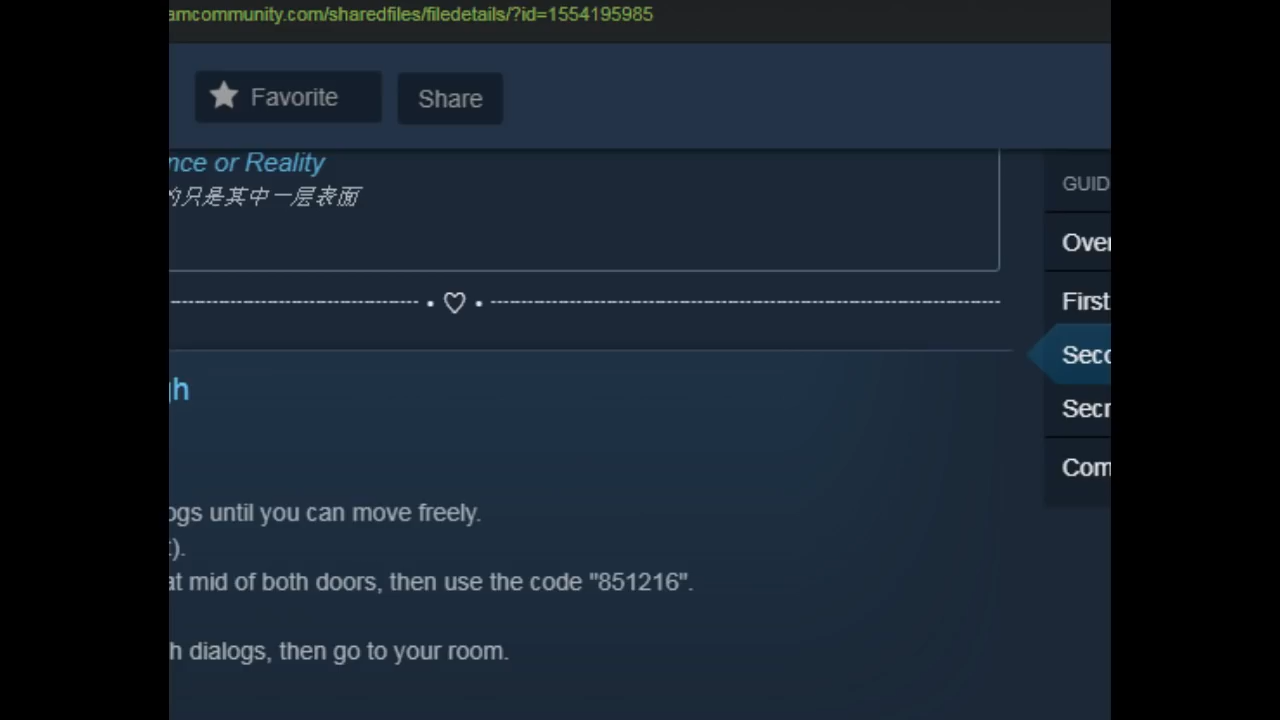 amcommunity.com/sharedfiles/filedetails/?id=1554195985
Favorite
Share
nce or Reality
的只是其中一层表面
GUID
Over
First
Seco
Secr
Com
gh
ogs until you can move freely.
t).
at mid of both doors, then use the code "851216".
h dialogs, then go to your room.